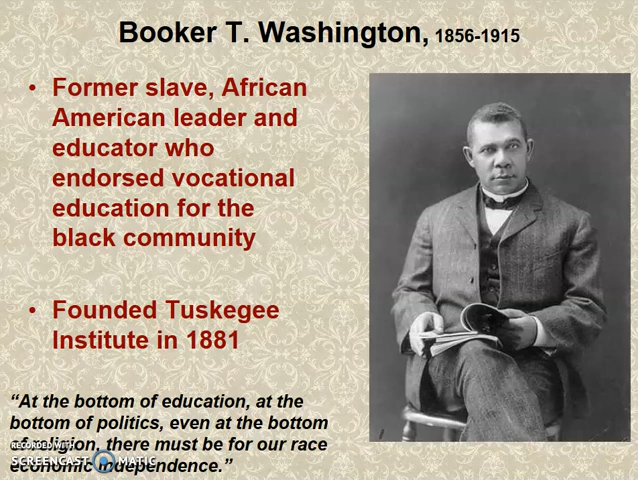 Booker T. Washington, 1856-1915
• Former slave, African
American leader and
educator who
endorsed vocational
education for the
black community
• Founded Tuskegee
Institute in 1881
“At the bottom of education, at the
bottom of politics, even at the bottom
religion, there must be for our race
economic independence.”
RECORDED WITH
SCREENCAST MATIC